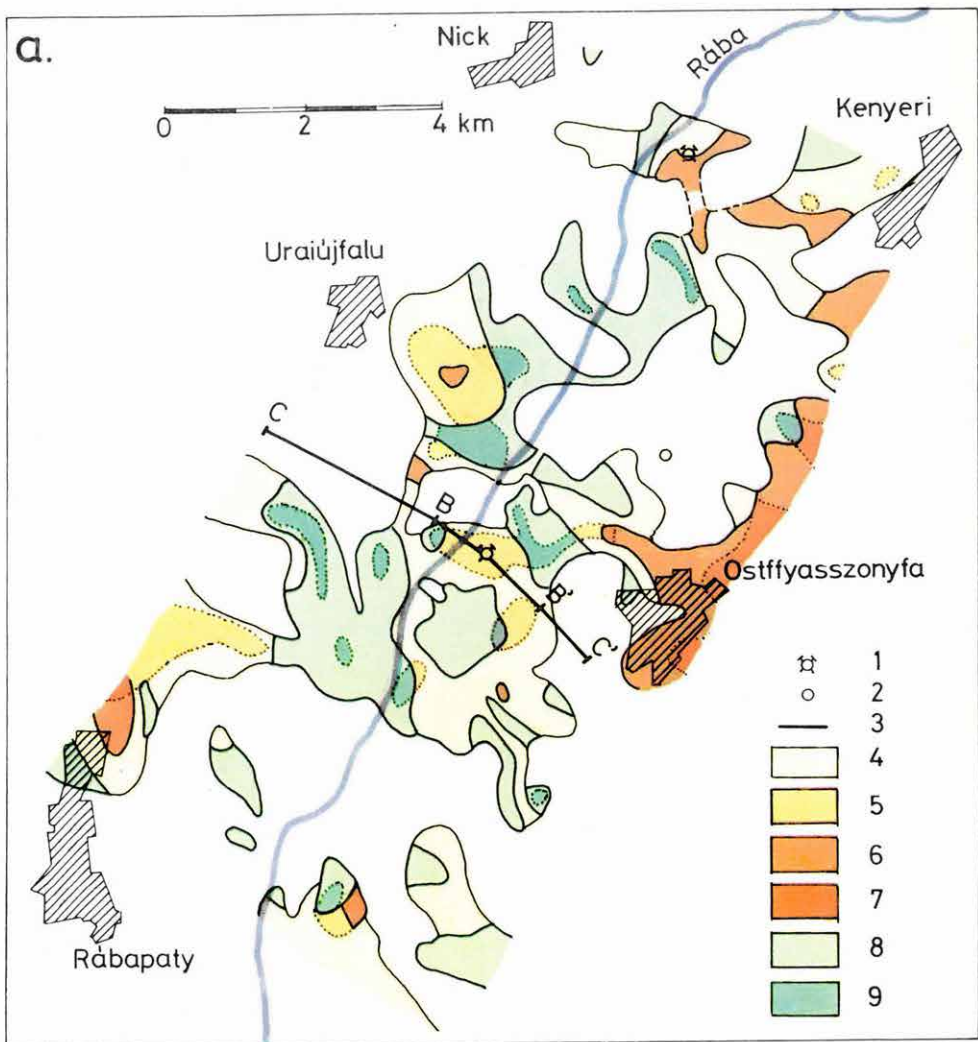 a.
Nick
Rába
Kenyeri
0 2 4 km
Uraiújfalu
C
B
Ostffyasszonyfa
B'
C'
1
2
3
4
5
6
7
8
9
Rábapaty